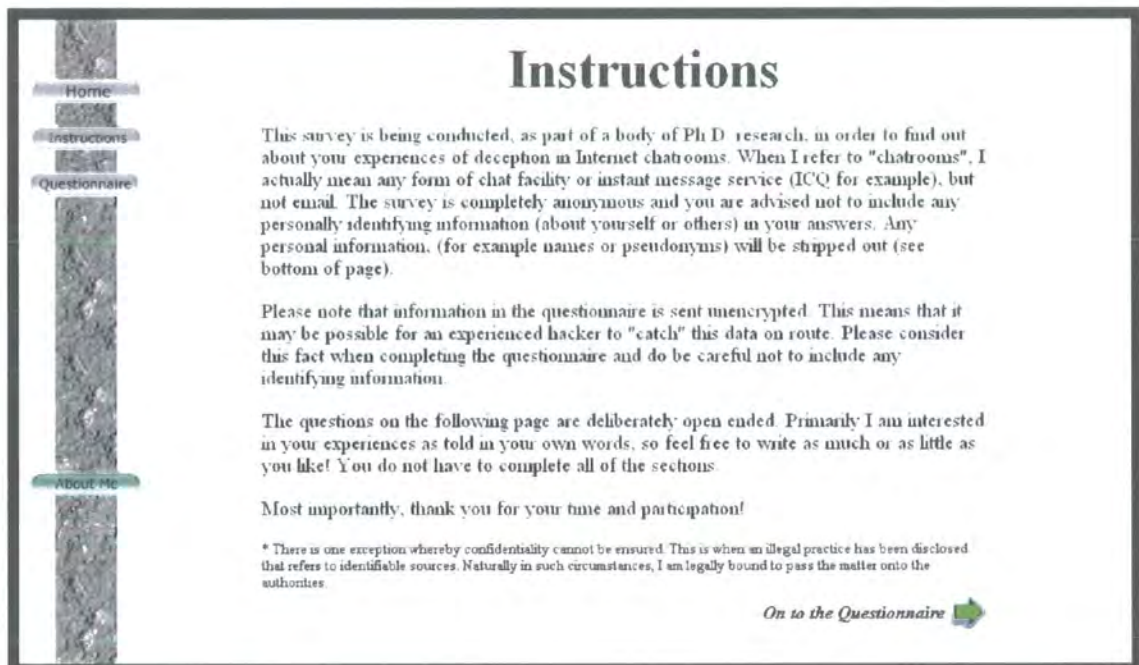 Home
Instructions
Questionnaire
About Me
Instructions
This survey is being conducted, as part of a body of Ph.D. research, in order to find out
about your experiences of deception in Internet chatrooms. When I refer to "chatrooms", I
actually mean any form of chat facility or instant message service (ICQ for example), but
not email. The survey is completely anonymous and you are advised not to include any
personally identifying information (about yourself or others) in your answers. Any
personal information, (for example names or pseudonyms) will be stripped out (see
bottom of page).
Please note that information in the questionnaire is sent unencrypted. This means that it
may be possible for an experienced hacker to "catch" this data on route. Please consider
this fact when completing the questionnaire and do be careful not to include any
identifying information.
The questions on the following page are deliberately open ended. Primarily I am interested
in your experiences as told in your own words, so feel free to write as much or as little as
you like! You do not have to complete all of the sections.
Most importantly, thank you for your time and participation!
* There is one exception whereby confidentiality cannot be ensured. This is when an illegal practice has been disclosed
that refers to identifiable sources. Naturally in such circumstances, I am legally bound to pass the matter onto the
authorities.
On to the Questionnaire